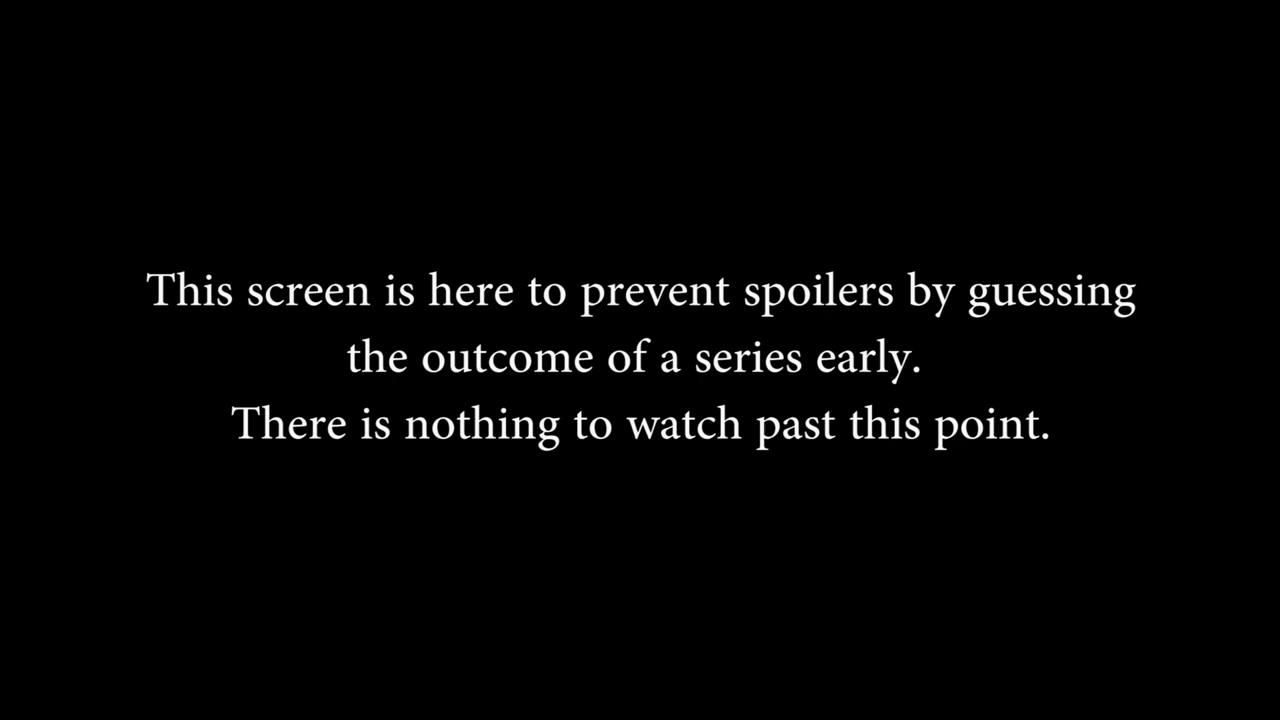 This screen is here to prevent spoilers by guessing
the outcome of a series early.
There is nothing to watch past this point.